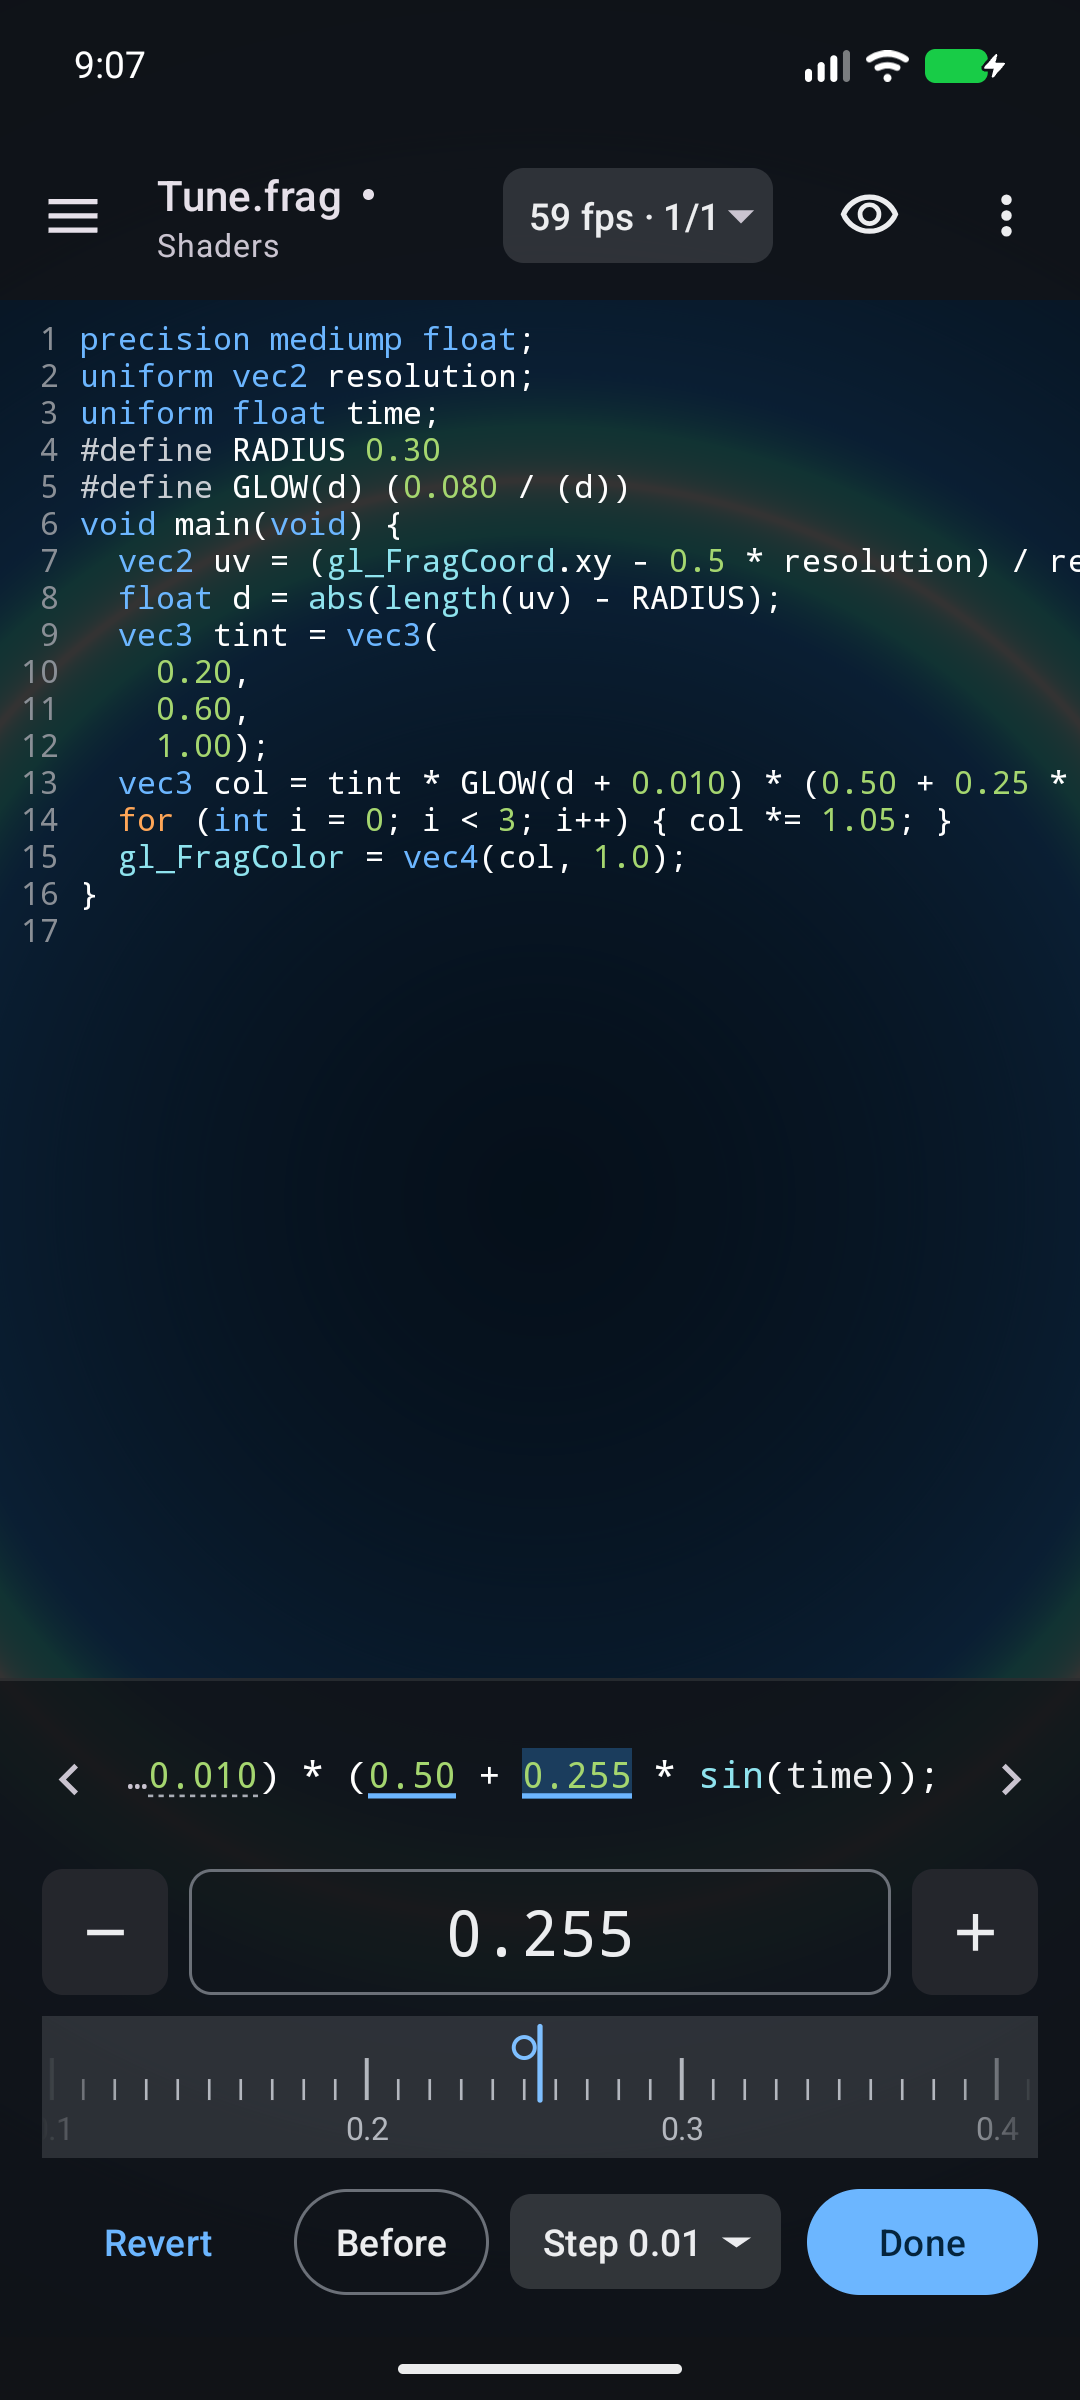 9:07
Tune.frag •
Shaders
59 fps · 1/1
1 precision mediump float;
2 uniform vec2 resolution;
3 uniform float time;
4 #define RADIUS 0.30
5 #define GLOW(d) (0.080 / (d))
6 void main(void) {
7   vec2 uv = (gl_FragCoord.xy - 0.5 * resolution) / re
8   float d = abs(length(uv) - RADIUS);
9   vec3 tint = vec3(
10     0.20,
11     0.60,
12     1.00);
13   vec3 col = tint * GLOW(d + 0.010) * (0.50 + 0.25 *
14   for (int i = 0; i < 3; i++) { col *= 1.05; }
15   gl_FragColor = vec4(col, 1.0);
16 }
17
…0.010) * (0.50 + 0.255 * sin(time));
− 0.255 +
.1 0.2 0.3 0.4
Revert Before Step 0.01 Done